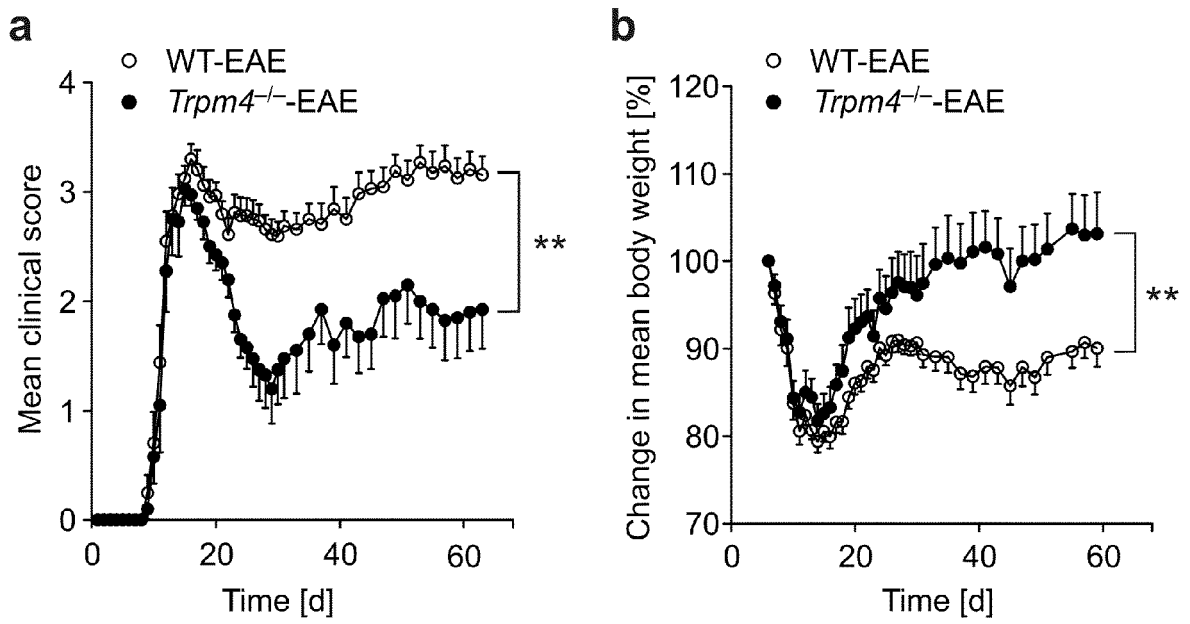 a
WT-EAE
Trpm4–/–-EAE
4
3
2
1
0
Mean clinical score
**
0 20 40 60
Time [d]
b
WT-EAE
Trpm4–/–-EAE
120
110
100
90
80
70
Change in mean body weight [%]
**
0 20 40 60
Time [d]